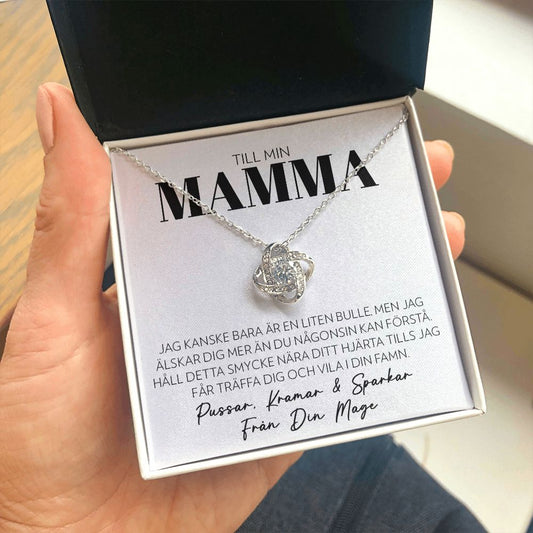 TILL MIN
MAMMA
JAG KANSKE BARA ÄR EN LITEN BULLE, MEN JAG
ÄLSKAR DIG MER ÄN DU NÅGONSIN KAN FÖRSTÅ.
HÅLL DETTA SMYCKE NÄRA DITT HJÄRTA TILLS JAG
FÅR TRÄFFA DIG OCH VILA I DIN FAMN.
Pussar, Kramar & Sparkar
Från Din Mage